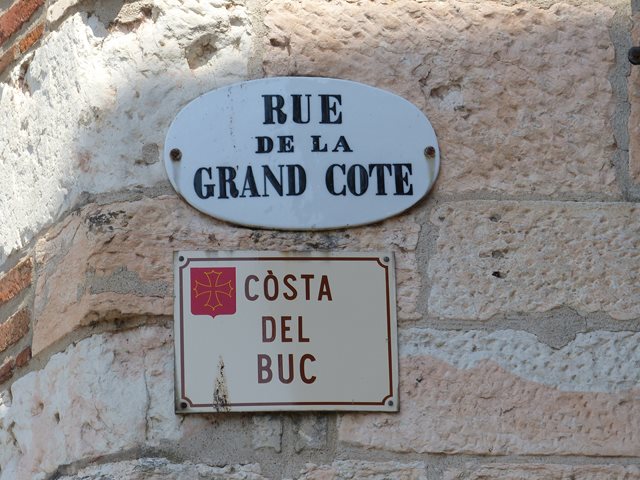 RUE
DE LA
GRAND COTE
CÒSTA
DEL
BUC